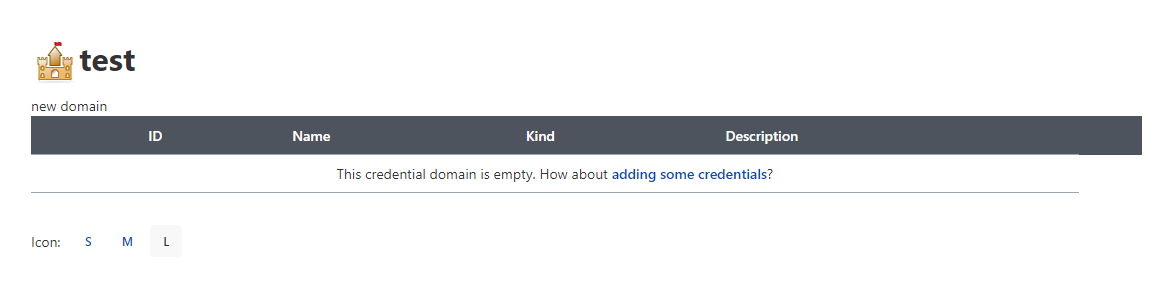 test
new domain
ID Name Kind Description
This credential domain is empty. How about adding some credentials?
Icon: S M L